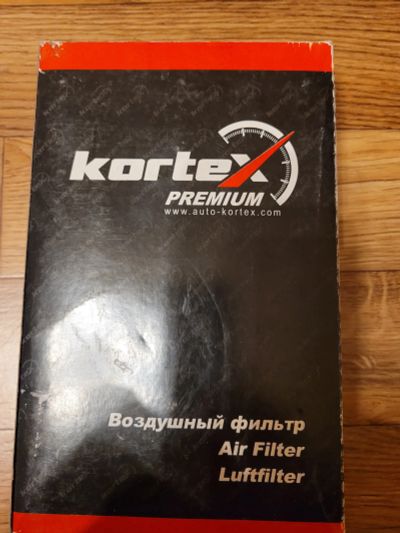 kortex
PREMIUM
www.auto-kortex.com
Воздушный фильтр
Air Filter
Luftfilter